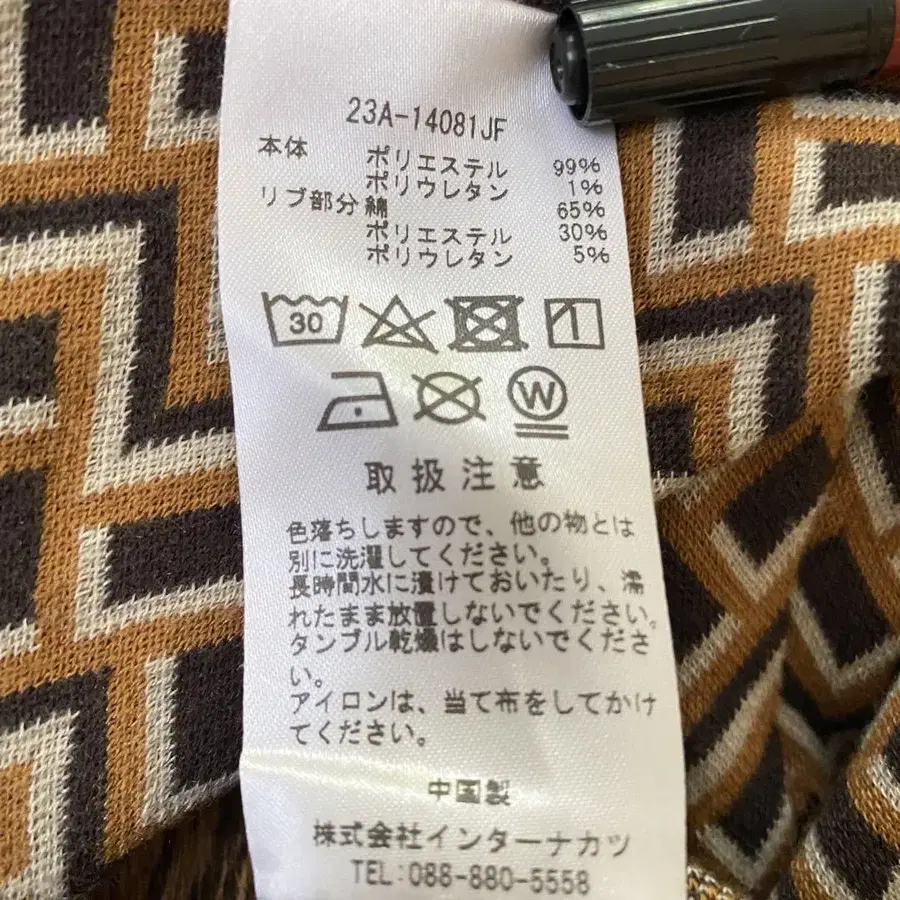 23A-14081JF
本体 ポリエステル 99%
ポリウレタン 1%
リブ部分 綿 65%
ポリエステル 30%
ポリウレタン 5%
30
W
取扱注意
色落ちしますので、他の物とは
別に洗濯してください。
長時間水に漬けておいたり、濡
れたまま放置しないでください。
タンブル乾燥はしないでくださ
い。
アイロンは、当て布をしてかけ
てください。
中国製
株式会社インターナカツ
TEL:088-880-5558